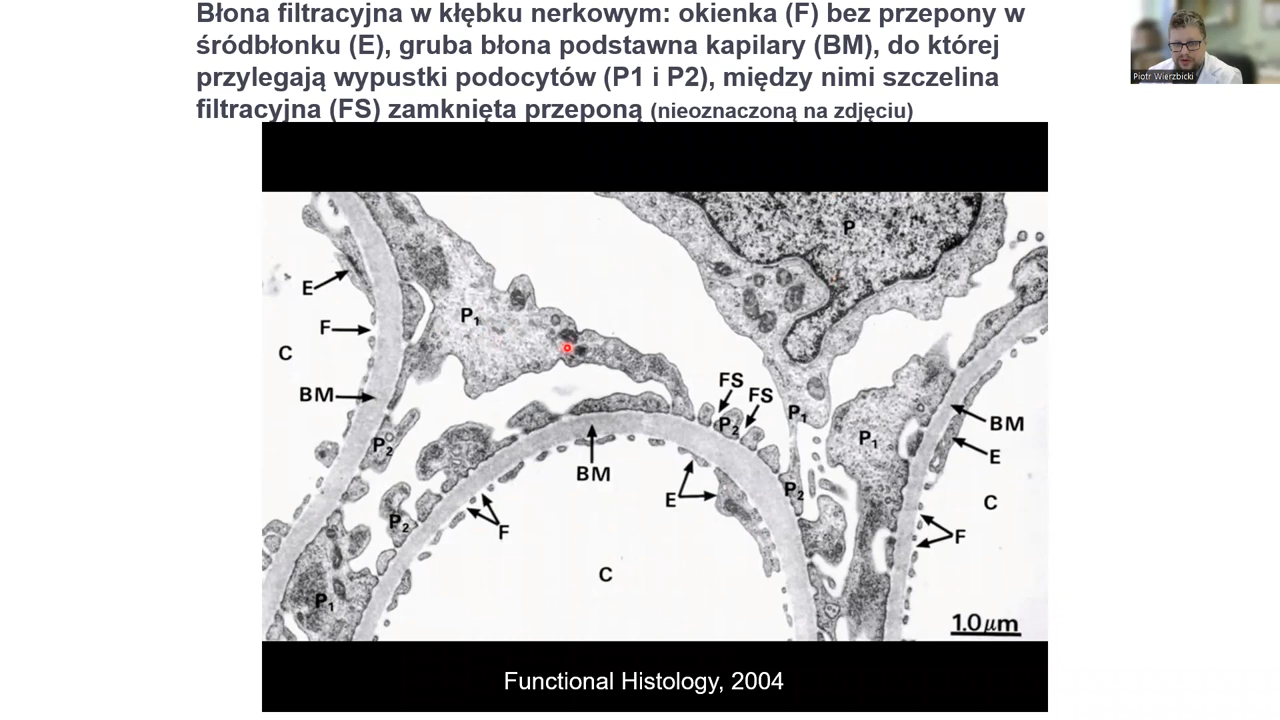 Błona filtracyjna w kłębku nerkowym: okienka (F) bez przepony w
śródbłonku (E), gruba błona podstawna kapilary (BM), do której
przylegają wypustki podocytów (P1 i P2), między nimi szczelina
filtracyjna (FS) zamknięta przeponą (nieoznaczoną na zdjęciu)
Piotr Wierzbicki
P
E
F
P₁
C
BM
FS
FS
P₂
P₁
P₁
BM
P₂
BM
E
E
P₂
C
P₂
F
F
C
P₁
1.0 μm
Functional Histology, 2004